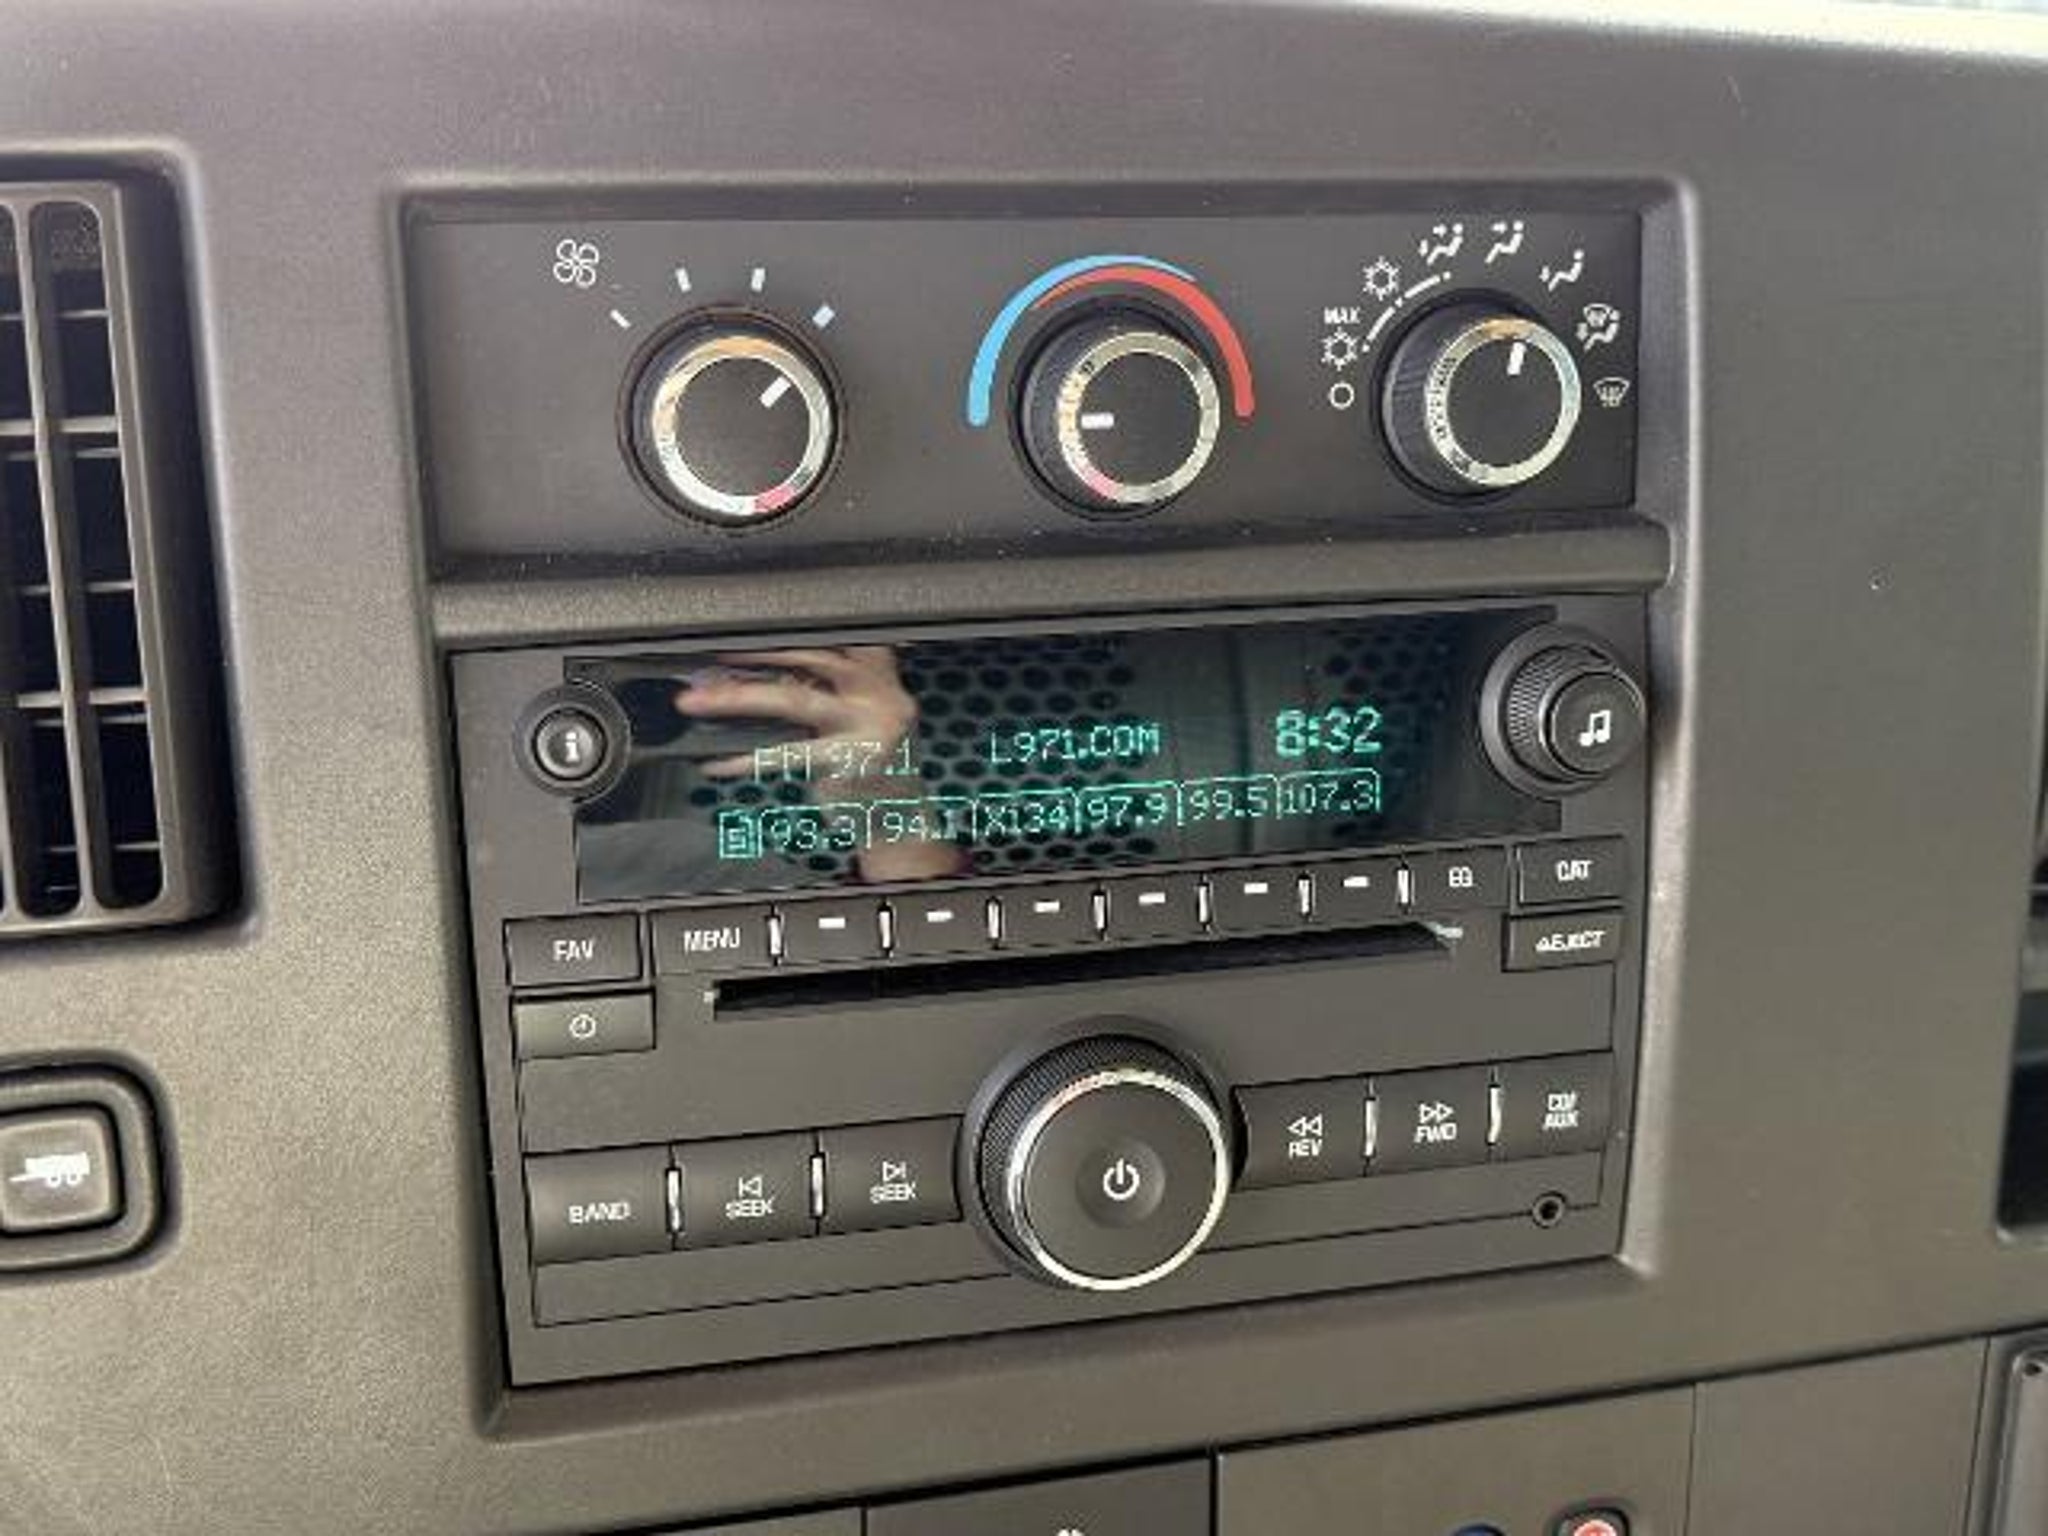 MAX
FM 97.1 L971.COM 8:32
93.3 94.1 X134 97.9 99.5 107.3
i
FAV MENU EQ CAT
EJECT
BAND SEEK SEEK REV FWD CD/
AUX